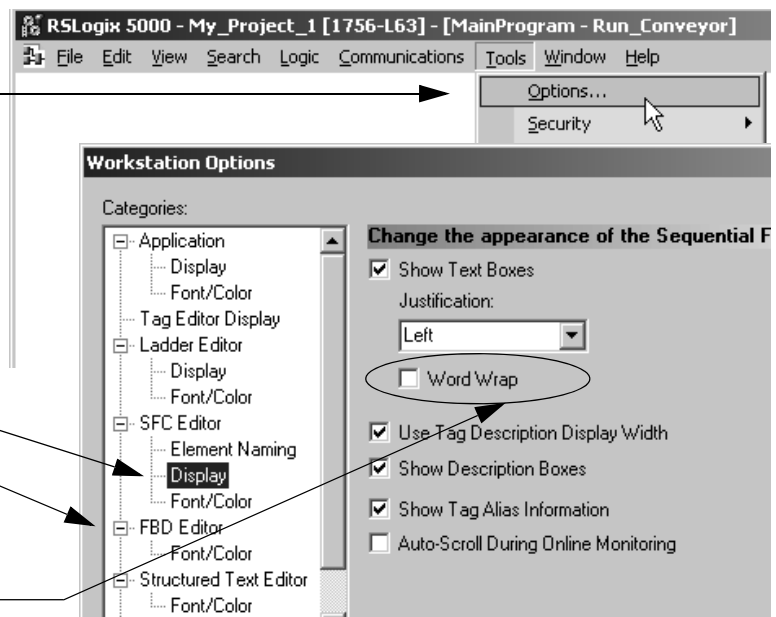 RSLogix 5000 - My_Project_1 [1756-L63] - [MainProgram - Run_Conveyor]
File Edit View Search Logic Communications Tools Window Help
Options...
Security
Workstation Options
Categories:
Application
Display
Font/Color
Tag Editor Display
Ladder Editor
Display
Font/Color
SFC Editor
Element Naming
Display
Font/Color
FBD Editor
Font/Color
Structured Text Editor
Font/Color
Change the appearance of the Sequential F
Show Text Boxes
Justification:
Left
Word Wrap
Use Tag Description Display Width
Show Description Boxes
Show Tag Alias Information
Auto-Scroll During Online Monitoring